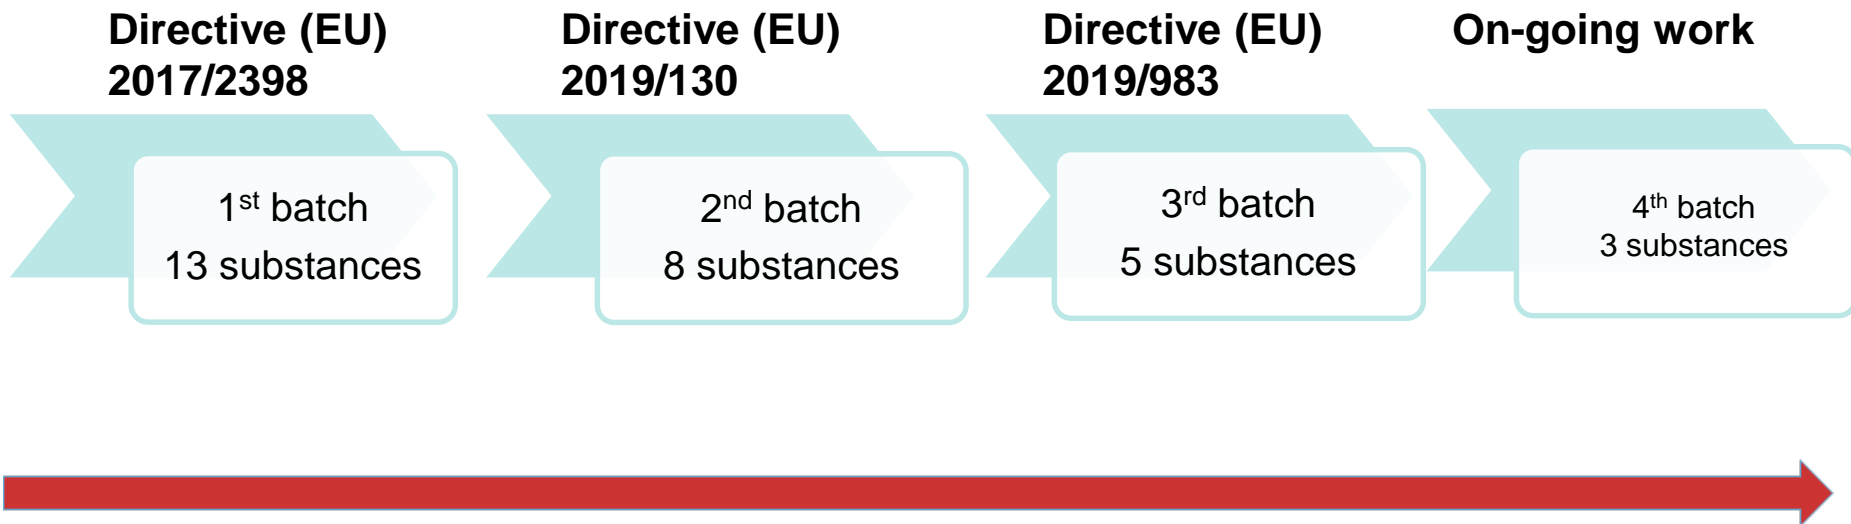 Directive (EU)
2017/2398
1st batch
13 substances
Directive (EU)
2019/130
2nd batch
8 substances
Directive (EU)
2019/983
3rd batch
5 substances
On-going work
4th batch
3 substances